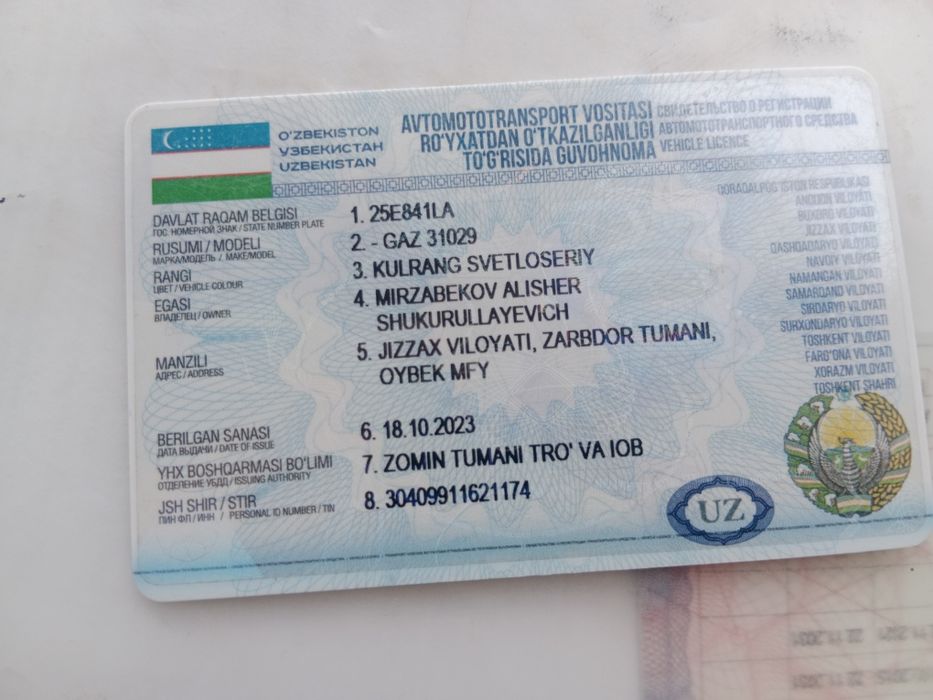 O'ZBEKISTON
УЗБЕКИСТАН
UZBEKISTAN
AVTOMOTOTRANSPORT VOSITASI
RO'YXATDAN O'TKAZILGANLIGI
TO'G'RISIDA GUVOHNOMA
СВИДЕТЕЛЬСТВО О РЕГИСТРАЦИИ
АВТОМОТОТРАНСПОРТНОГО СРЕДСТВА
VEHICLE LICENCE
DAVLAT RAQAM BELGISI
ГОС. НОМЕРНОЙ ЗНАК / STATE NUMBER PLATE
1. 25E841LA
RUSUMI / MODELI
МАРКА/МОДЕЛЬ / MAKE/MODEL
2. - GAZ 31029
RANGI
ЦВЕТ / VEHICLE COLOUR
3. KULRANG SVETLOSERIY
EGASI
ВЛАДЕЛЕЦ / OWNER
4. MIRZABEKOV ALISHER
SHUKURULLAYEVICH
MANZILI
АДРЕС / ADDRESS
5. JIZZAX VILOYATI, ZARBDOR TUMANI,
OYBEK MFY
BERILGAN SANASI
ДАТА ВЫДАЧИ / DATE OF ISSUE
6. 18.10.2023
YHX BOSHQARMASI BO'LIMI
ОТДЕЛЕНИЕ УБДД / ISSUING AUTHORITY
7. ZOMIN TUMANI TRO' VA IOB
JSH SHIR / STIR
ПИН ФЛ / ИНН / PERSONAL ID NUMBER / TIN
8. 30409911621174
QORAQALPOG'ISTON RESPUBLIKASI
ANDIJON VILOYATI
BUXORO VILOYATI
JIZZAX VILOYATI
QASHQADARYO VILOYATI
NAVOIY VILOYATI
NAMANGAN VILOYATI
SAMARQAND VILOYATI
SIRDARYO VILOYATI
SURXONDARYO VILOYATI
TOSHKENT VILOYATI
FARG'ONA VILOYATI
XORAZM VILOYATI
TOSHKENT SHAHRI
UZ